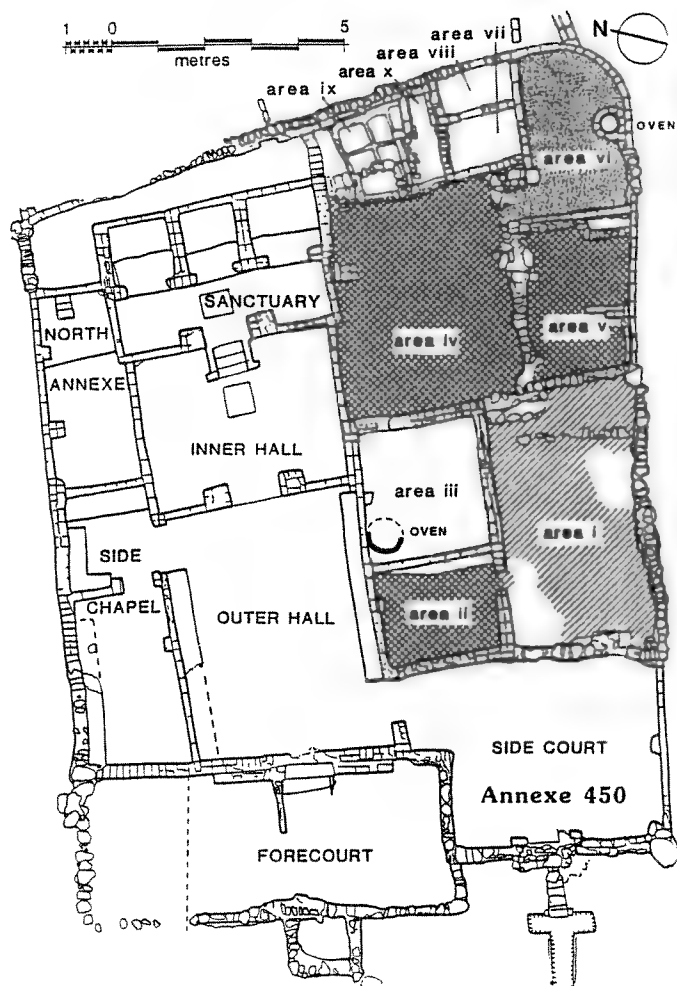 1 0 5
metres
N
area vii
area viii
area x
area ix
OVEN
area vi
SANCTUARY
NORTH
ANNEXE
area iv
area v
INNER HALL
area iii
OVEN
area i
SIDE
CHAPEL
OUTER HALL
area ii
SIDE COURT
Annexe 450
FORECOURT